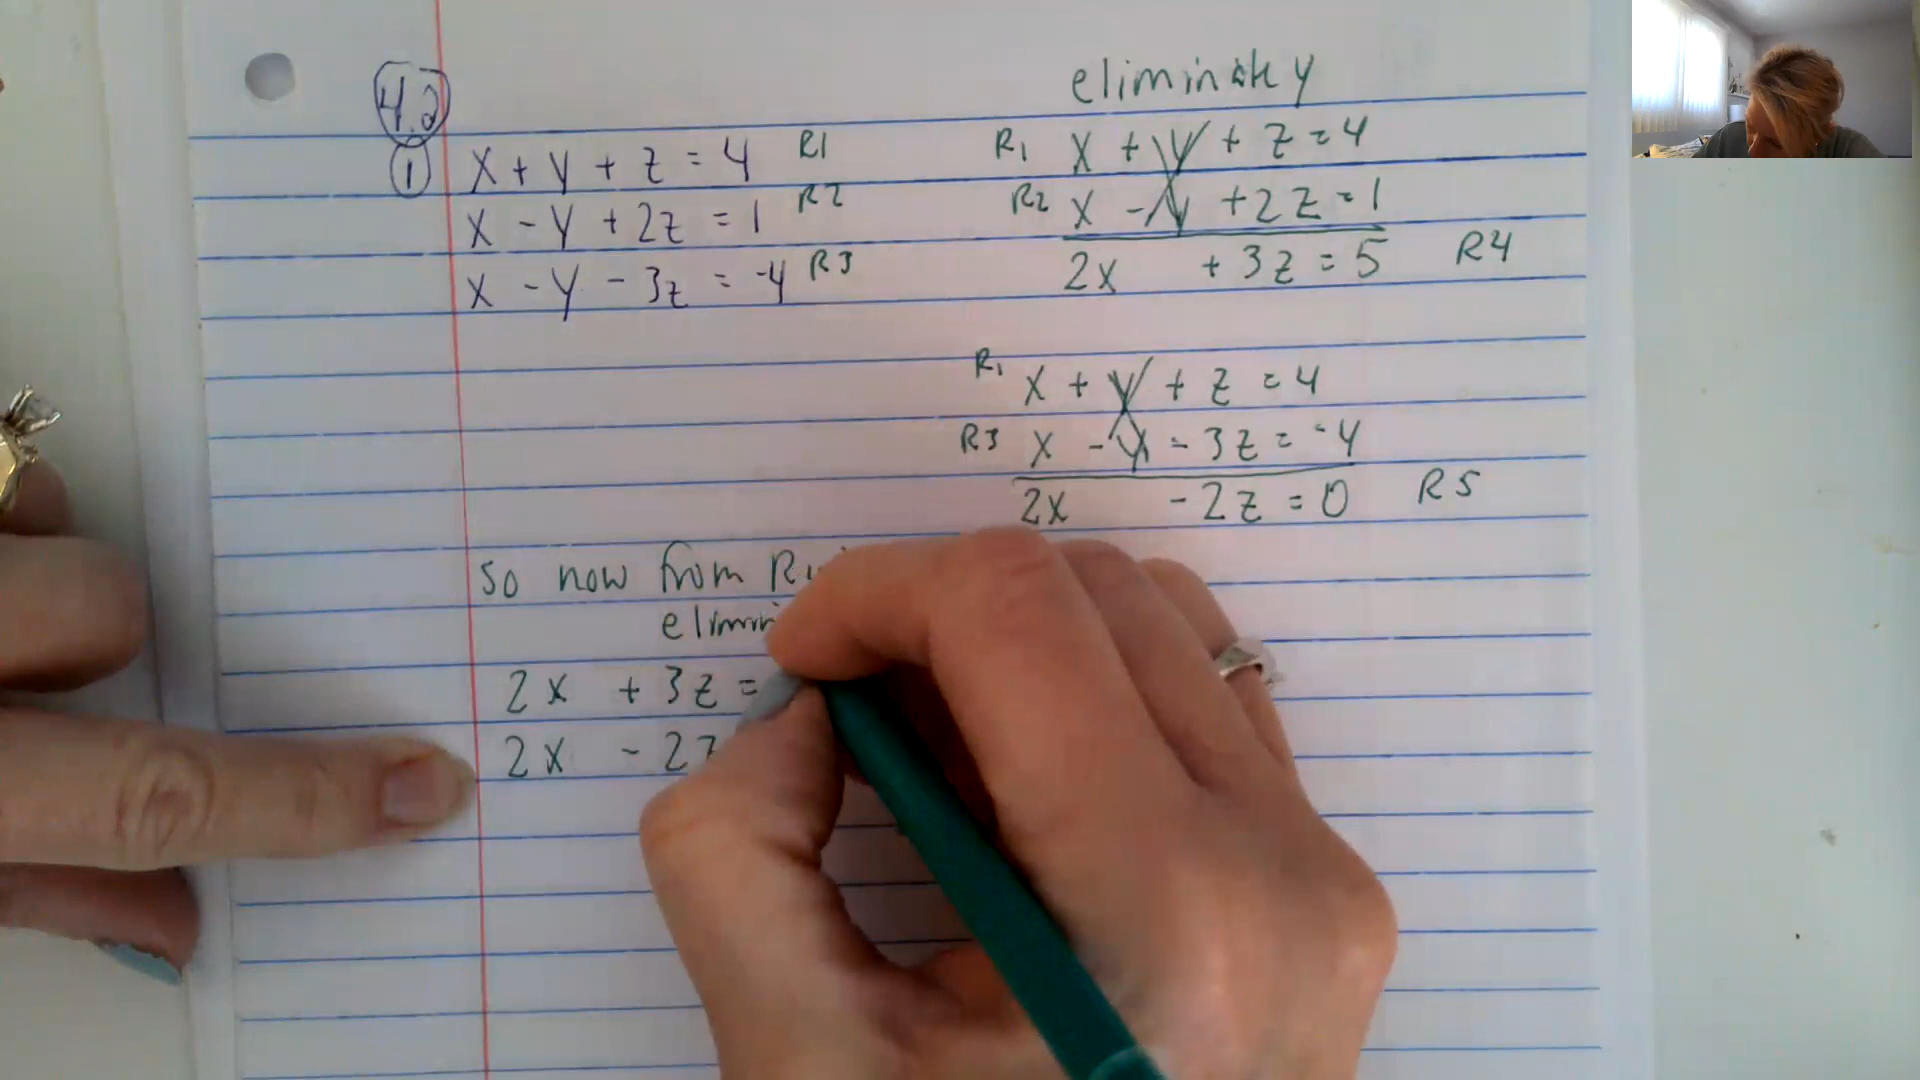 4.2
① x + y + z = 4 R1
x - y + 2z = 1 R2
x - y - 3z = -4 R3
eliminate y
R1 x + y + z = 4
R2 x - y + 2z = 1
2x + 3z = 5 R4
R1 x + y + z = 4
R3 x - y - 3z = -4
2x - 2z = 0 R5
so now from
2x + 3z =
2x - 2z